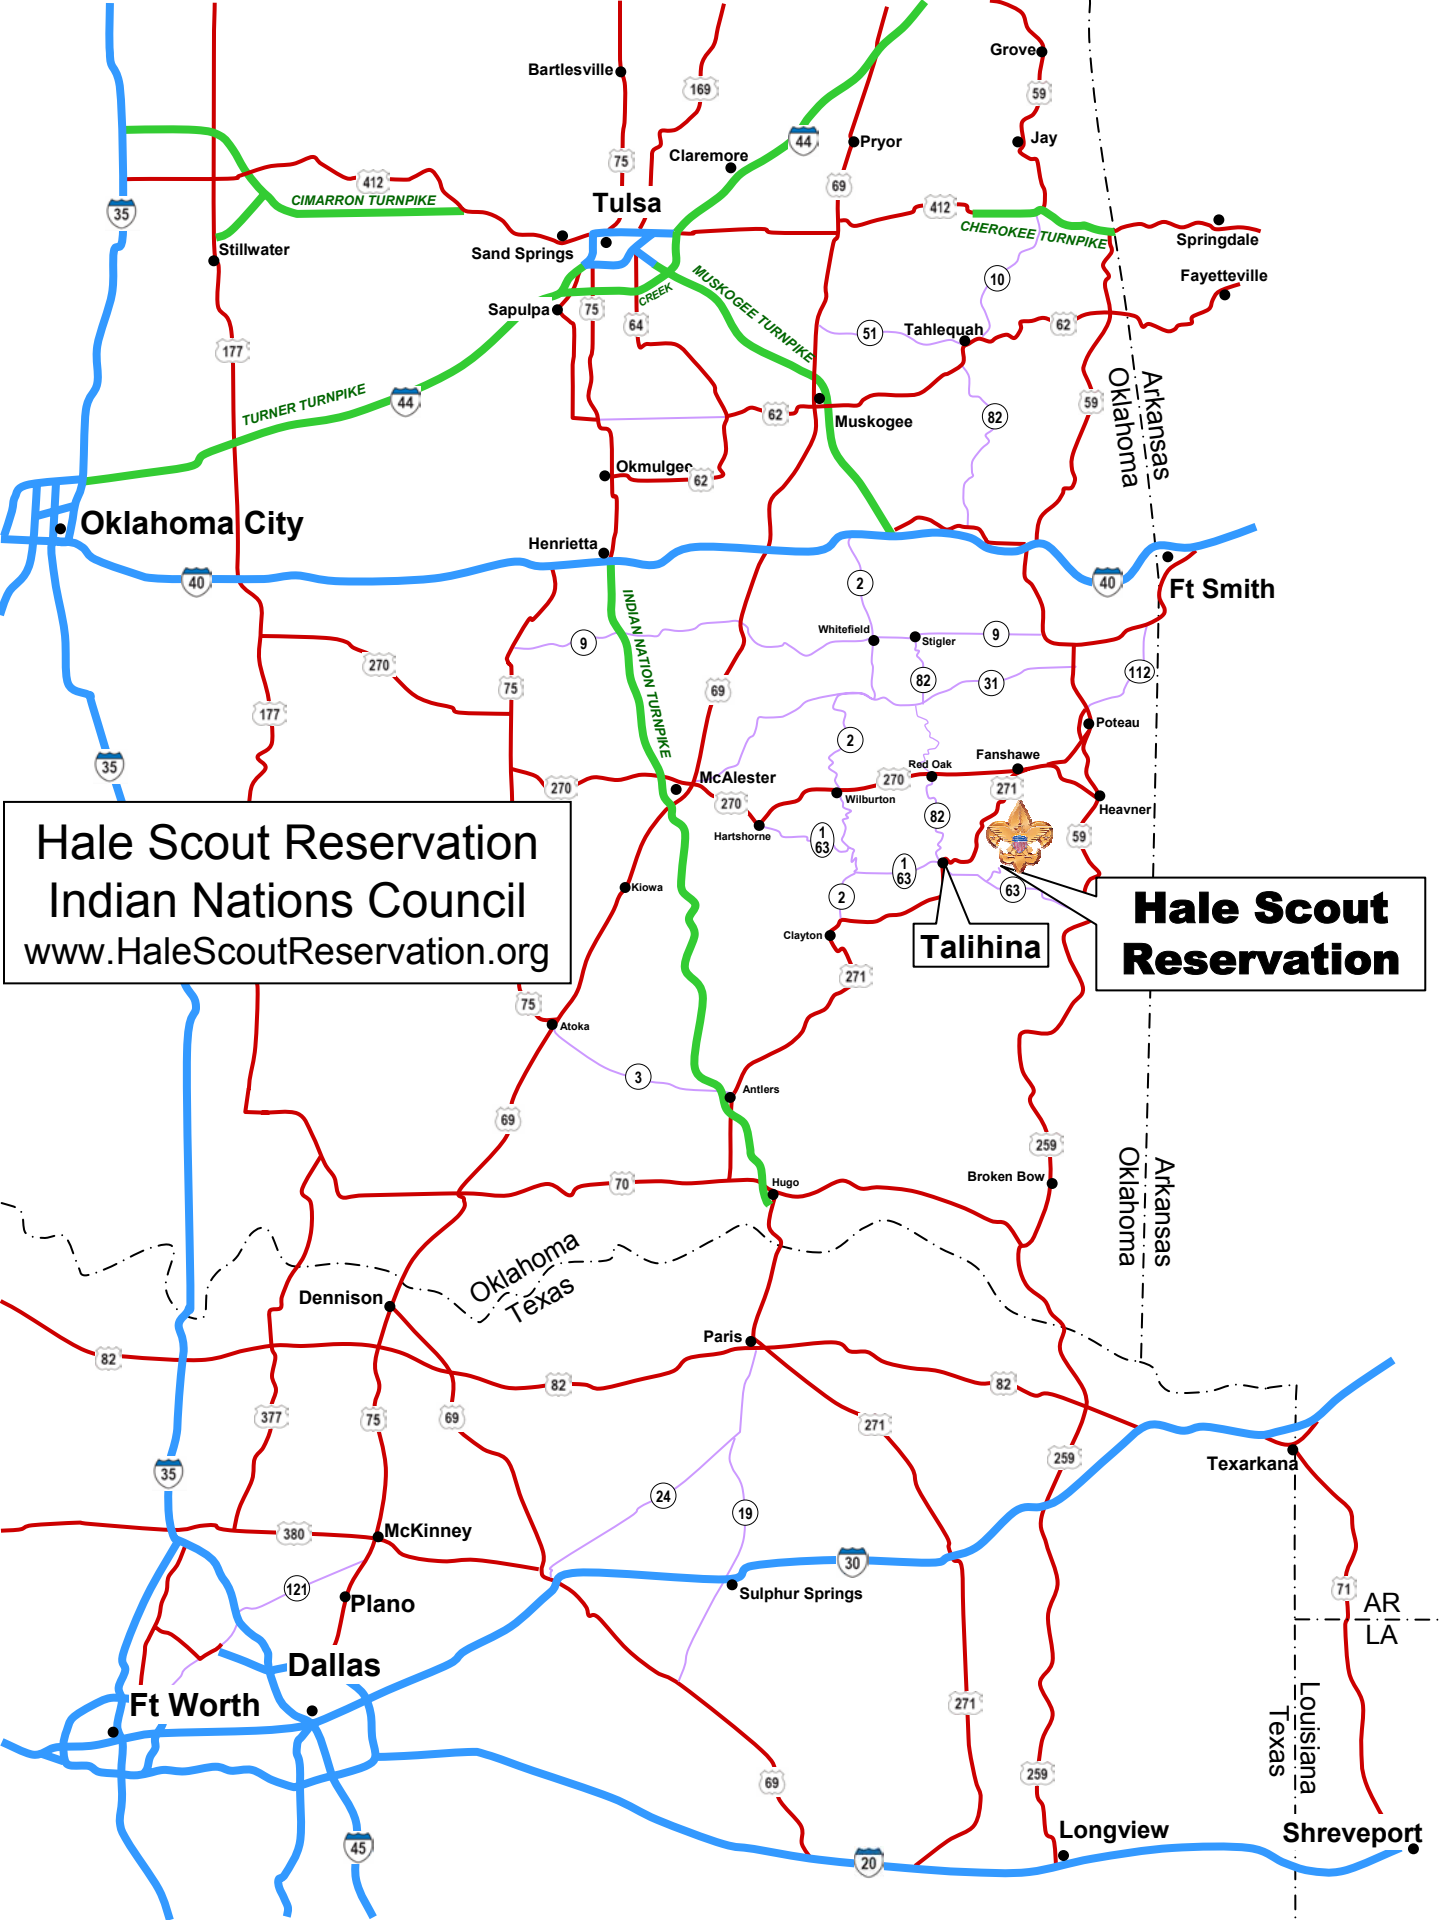 Grove
Bartlesville
59
169
44
Jay
Pryor
Claremore
75
412
69
CIMARRON TURNPIKE
Tulsa
412
35
CHEROKEE TURNPIKE
Springdale
Stillwater
Sand Springs
Fayetteville
MUSKOGEE TURNPIKE
10
CREEK
Sapulpa
75
64
51
Tahlequah
62
177
TURNER TURNPIKE
44
59
Arkansas
Oklahoma
62
82
Muskogee
Okmulgee
62
Oklahoma City
Henrietta
40
40
2
Ft Smith
INDIAN NATION TURNPIKE
Whitefield
Stigler
9
9
270
75
69
82
31
112
177
Poteau
2
35
Fanshawe
Red Oak
McAlester
270
270
270
271
Wilburton
Heavner
Hartshorne
1
63
82
59
Hale Scout Reservation
Indian Nations Council
www.HaleScoutReservation.org
1
63
63
2
Kiowa
Hale Scout
Reservation
Clayton
Talihina
271
75
Atoka
3
Antlers
69
259
Broken Bow
70
Hugo
Arkansas
Oklahoma
Oklahoma
Texas
Dennison
Paris
82
82
82
377
75
69
271
259
Texarkana
35
24
19
380
McKinney
30
121
Plano
Sulphur Springs
71
AR
LA
Dallas
Ft Worth
271
Louisiana
Texas
69
259
45
20
Longview
Shreveport